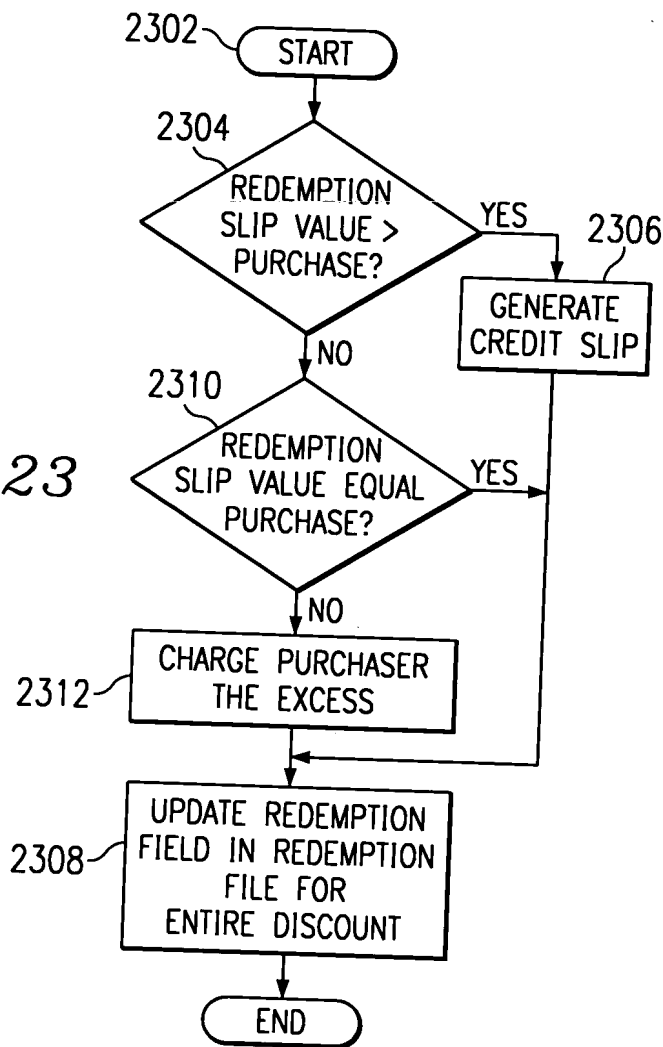 2302
START
2304
REDEMPTION
SLIP VALUE >
PURCHASE?
YES
2306
GENERATE
CREDIT SLIP
NO
2310
REDEMPTION
SLIP VALUE EQUAL
PURCHASE?
YES
23
NO
2312
CHARGE PURCHASER
THE EXCESS
2308
UPDATE REDEMPTION
FIELD IN REDEMPTION
FILE FOR
ENTIRE DISCOUNT
END